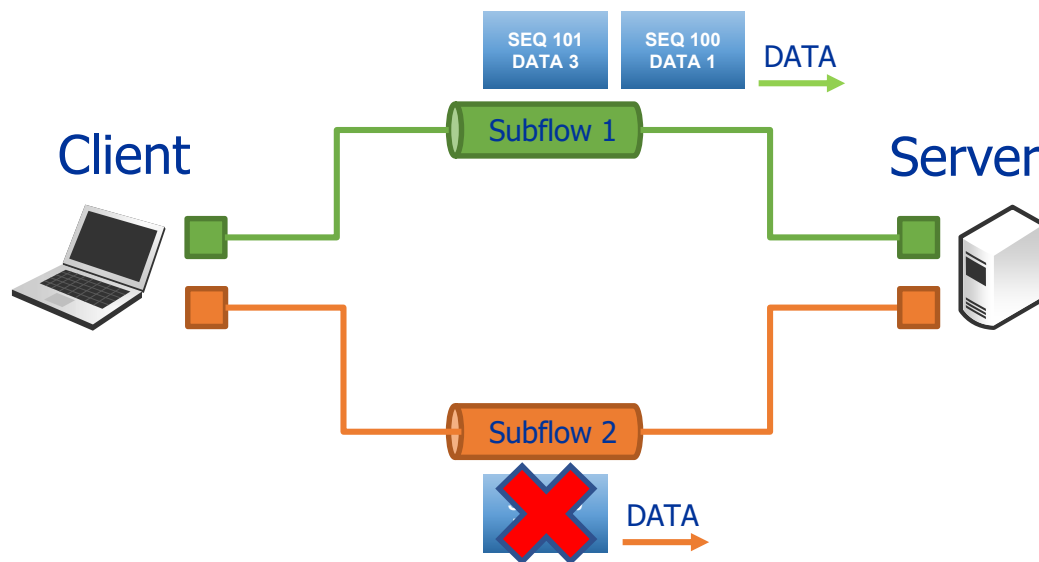 SEQ 101
DATA 3
SEQ 100
DATA 1
DATA
Subflow 1
Client
Server
Subflow 2
DATA